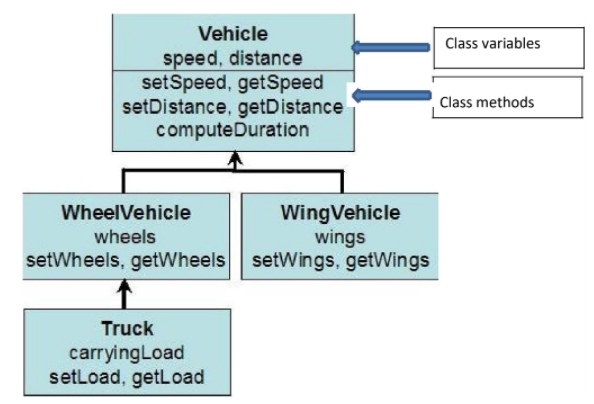 Vehicle
speed, distance
setSpeed, getSpeed
setDistance, getDistance
computeDuration
Class variables
Class methods
WheelVehicle
wheels
setWheels, getWheels
WingVehicle
wings
setWings, getWings
Truck
carryingLoad
setLoad, getLoad